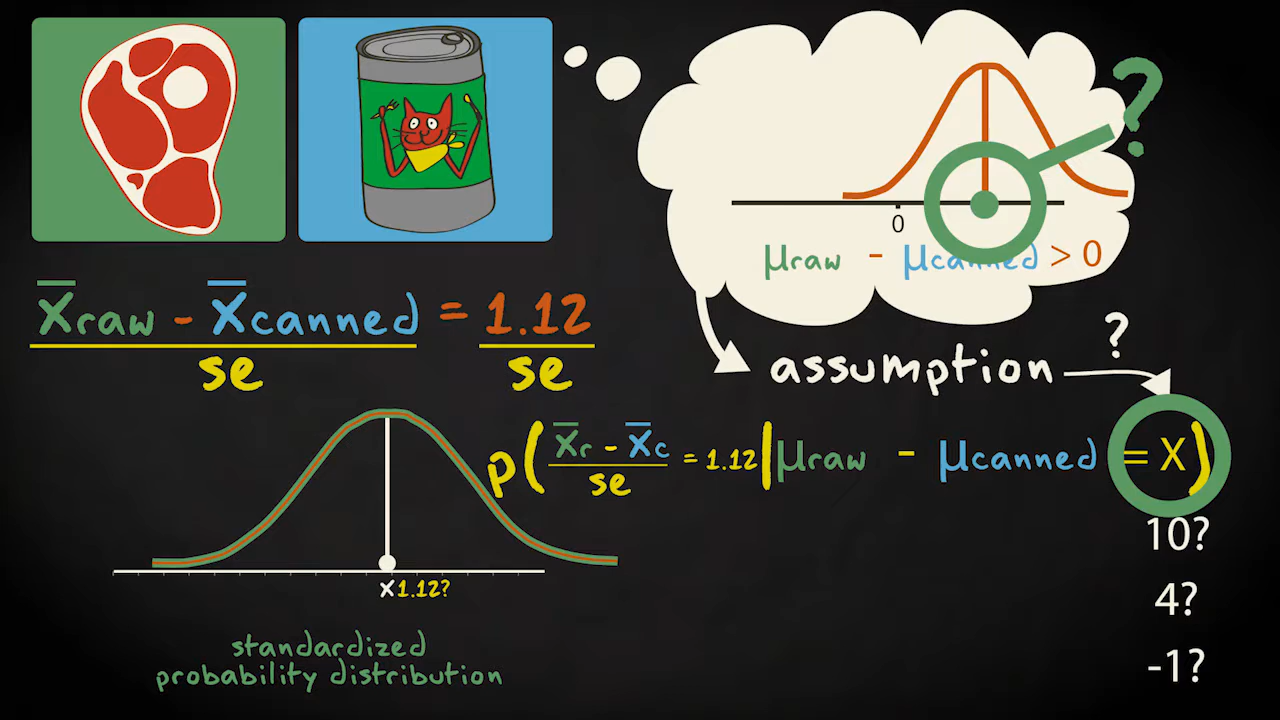 ?
0
μraw - μcanned > 0
x̄raw - x̄canned = 1.12
se se
assumption
?
p( x̄r - x̄c = 1.12 | μraw - μcanned = X)
se
10?
x 1.12?
4?
standardized
probability distribution
-1?